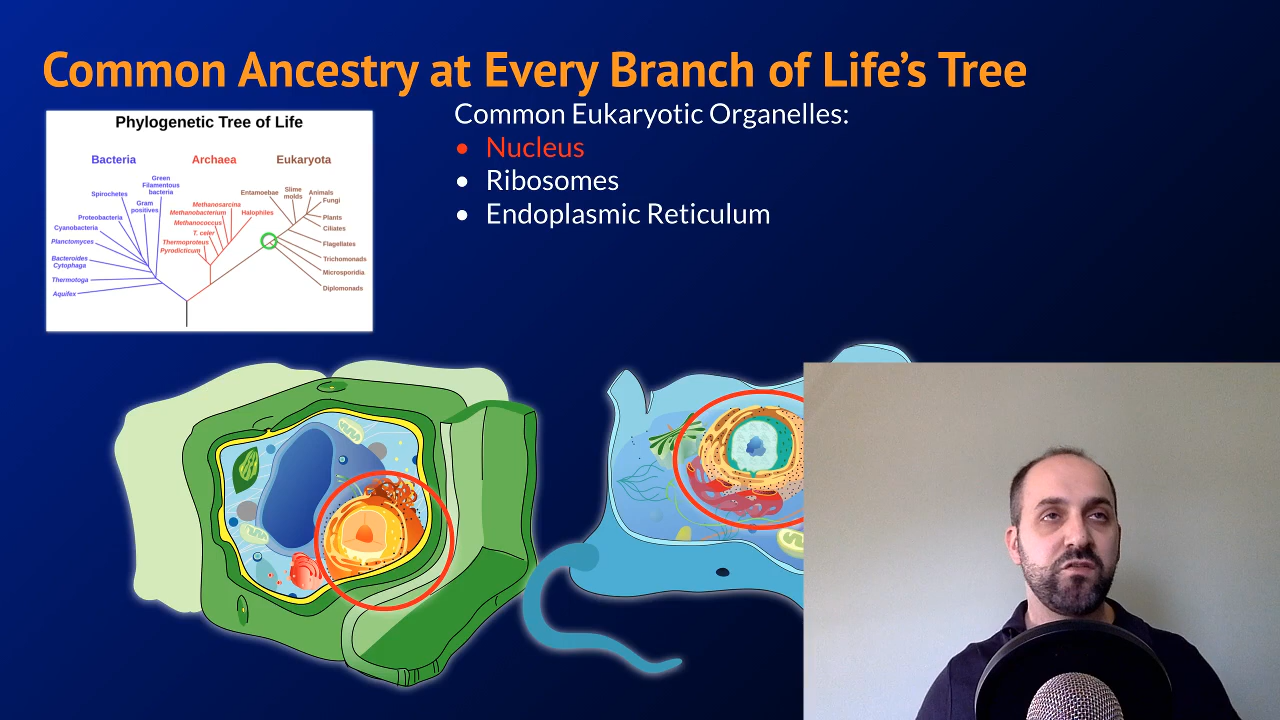 Common Ancestry at Every Branch of Life's Tree
Phylogenetic Tree of Life
Bacteria
Archaea
Eukaryota
Green
Filamentous
bacteria
Spirochetes
Gram
positives
Proteobacteria
Cyanobacteria
Planctomyces
Bacteroides
Cytophaga
Thermotoga
Aquifex
Methanosarcina
Methanobacterium
Halophiles
Methanococcus
T. celer
Thermoproteus
Pyrodicticum
Entamoebae
Slime
molds
Animals
Fungi
Plants
Ciliates
Flagellates
Trichomonads
Microsporidia
Diplomonads
Common Eukaryotic Organelles:
• Nucleus
• Ribosomes
• Endoplasmic Reticulum